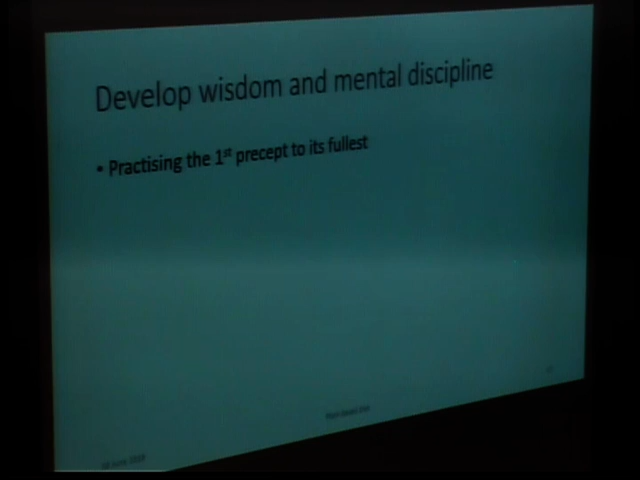 Develop wisdom and mental discipline
• Practising the 1st precept to its fullest